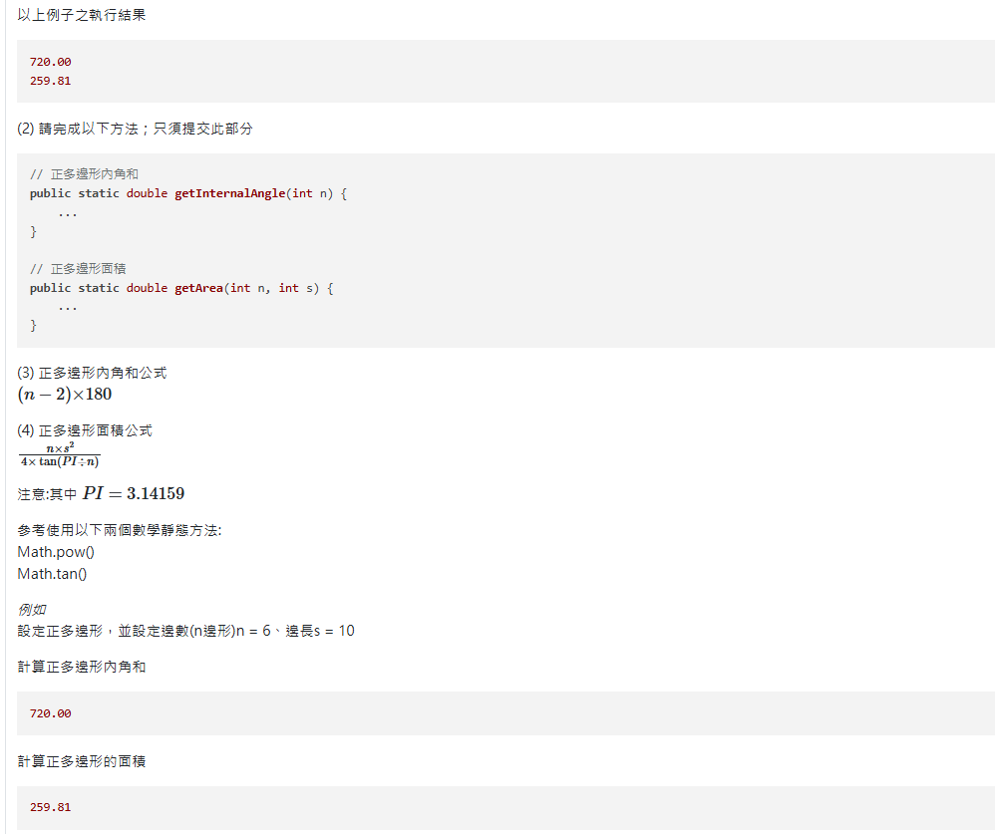 以上例子之執行結果
720.00
259.81
(2) 請完成以下方法；只須提交此部分
// 正多邊形內角和
public static double getInternalAngle(int n) {
    ...
}
// 正多邊形面積
public static double getArea(int n, int s) {
    ...
}
(3) 正多邊形內角和公式
(n − 2)×180
(4) 正多邊形面積公式
n×s²
4×tan(PI÷n)
注意:其中 PI = 3.14159
參考使用以下兩個數學靜態方法:
Math.pow()
Math.tan()
例如
設定正多邊形，並設定邊數(n邊形)n = 6、邊長s = 10
計算正多邊形內角和
720.00
計算正多邊形的面積
259.81